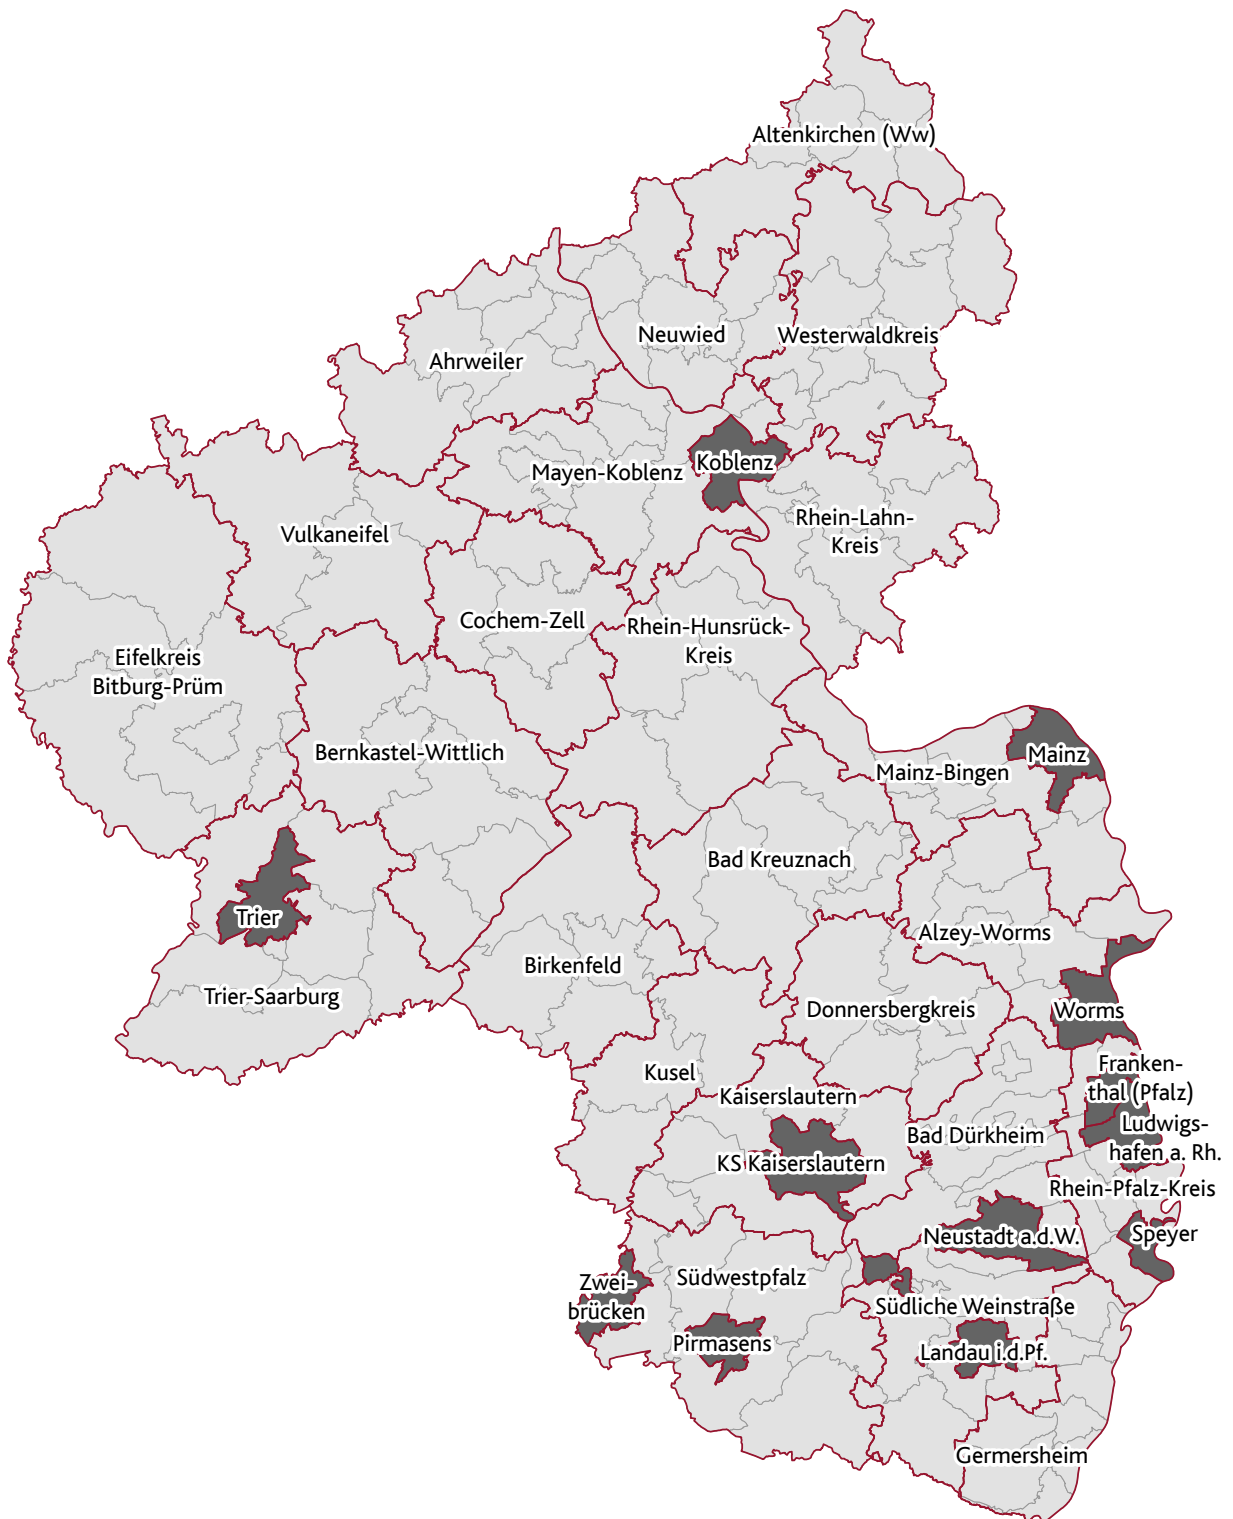 Altenkirchen (Ww)
Neuwied
Westerwaldkreis
Ahrweiler
Mayen-Koblenz
Koblenz
Rhein-Lahn-
Kreis
Vulkaneifel
Cochem-Zell
Rhein-Hunsrück-
Kreis
Eifelkreis
Bitburg-Prüm
Bernkastel-Wittlich
Mainz
Mainz-Bingen
Bad Kreuznach
Trier
Alzey-Worms
Birkenfeld
Trier-Saarburg
Donnersbergkreis
Worms
Kusel
Franken-
thal (Pfalz)
Kaiserslautern
Ludwigs-
hafen a. Rh.
Bad Dürkheim
KS Kaiserslautern
Rhein-Pfalz-Kreis
Neustadt a.d.W.
Speyer
Zwei-
brücken
Südwestpfalz
Südliche Weinstraße
Pirmasens
Landau i.d.Pf.
Germersheim